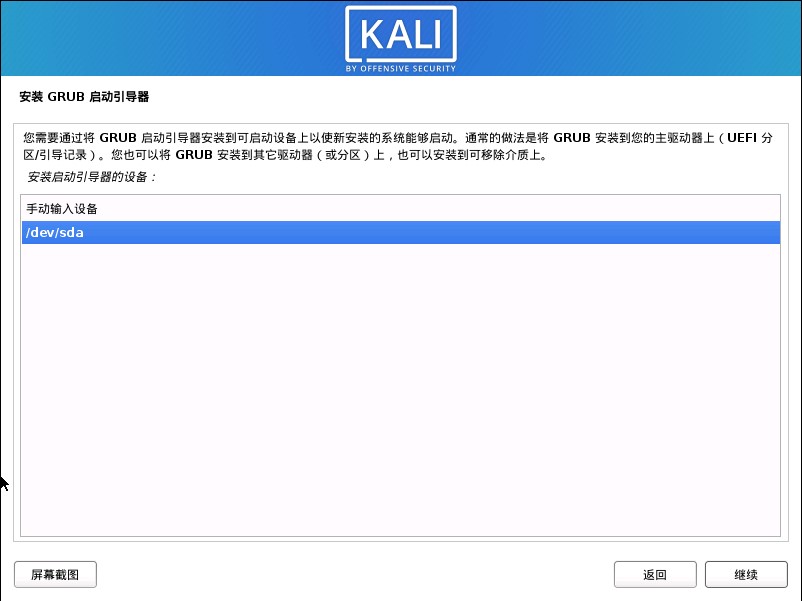 KALI
BY OFFENSIVE SECURITY
安装 GRUB 启动引导器
您需要通过将 GRUB 启动引导器安装到可启动设备上以使新安装的系统能够启动。通常的做法是将 GRUB 安装到您的主驱动器上（UEFI 分
区/引导记录）。您也可以将 GRUB 安装到其它驱动器（或分区）上，也可以安装到可移除介质上。
安装启动引导器的设备：
手动输入设备
/dev/sda
屏幕截图
返回
继续